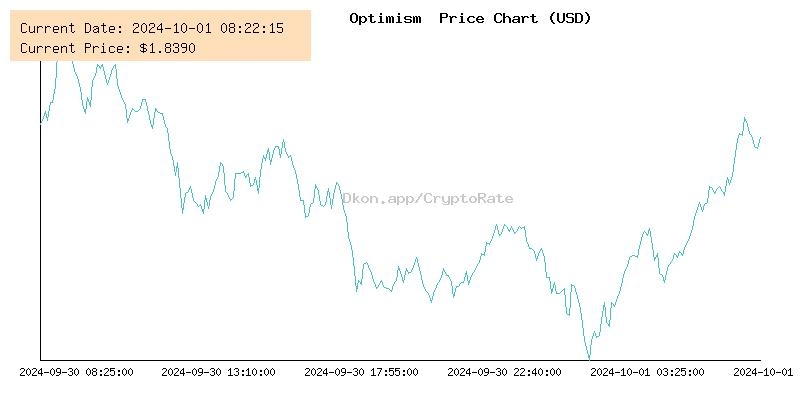 Optimism  Price Chart (USD)
Current Date: 2024-10-01 08:22:15
Current Price: $1.8390
Dkon.app/CryptoRate
2024-09-30 08:25:00 2024-09-30 13:10:00 2024-09-30 17:55:00 2024-09-30 22:40:00 2024-10-01 03:25:00 2024-10-01